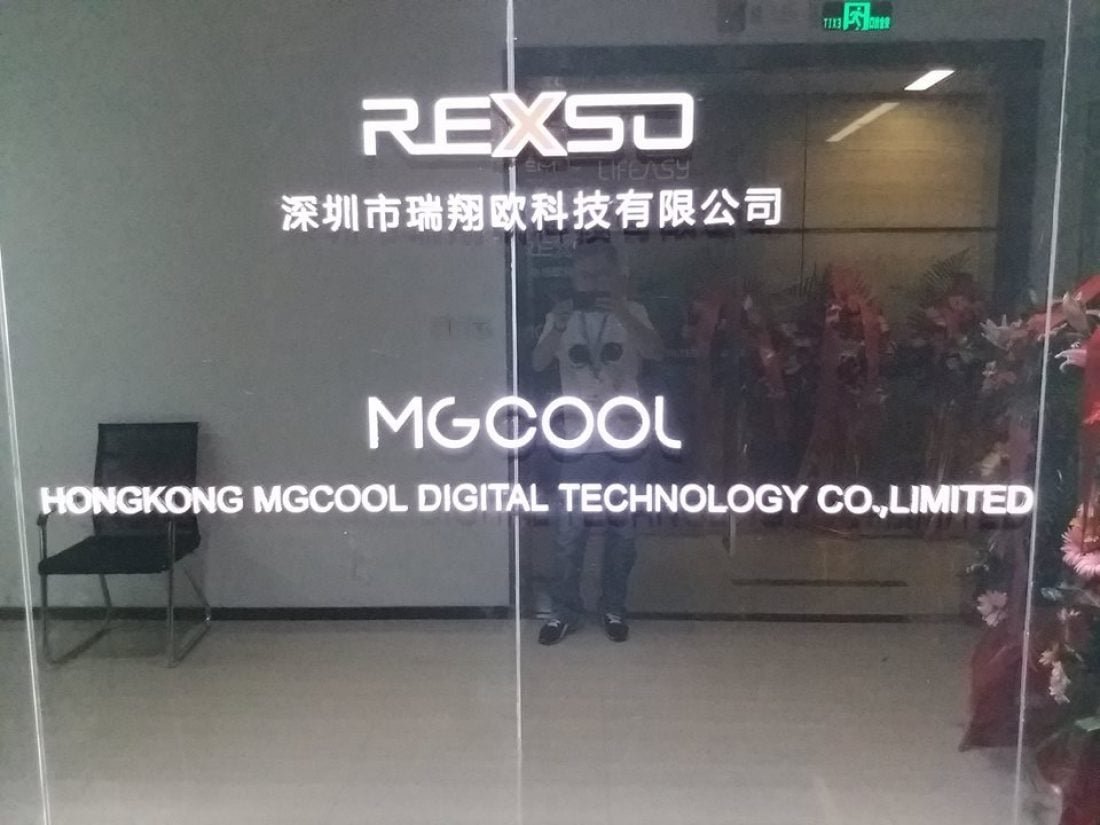 REXSO
LIFEASY
深圳市瑞翔欧科技有限公司
MGCOOL
HONGKONG MGCOOL DIGITAL TECHNOLOGY CO.,LIMITED